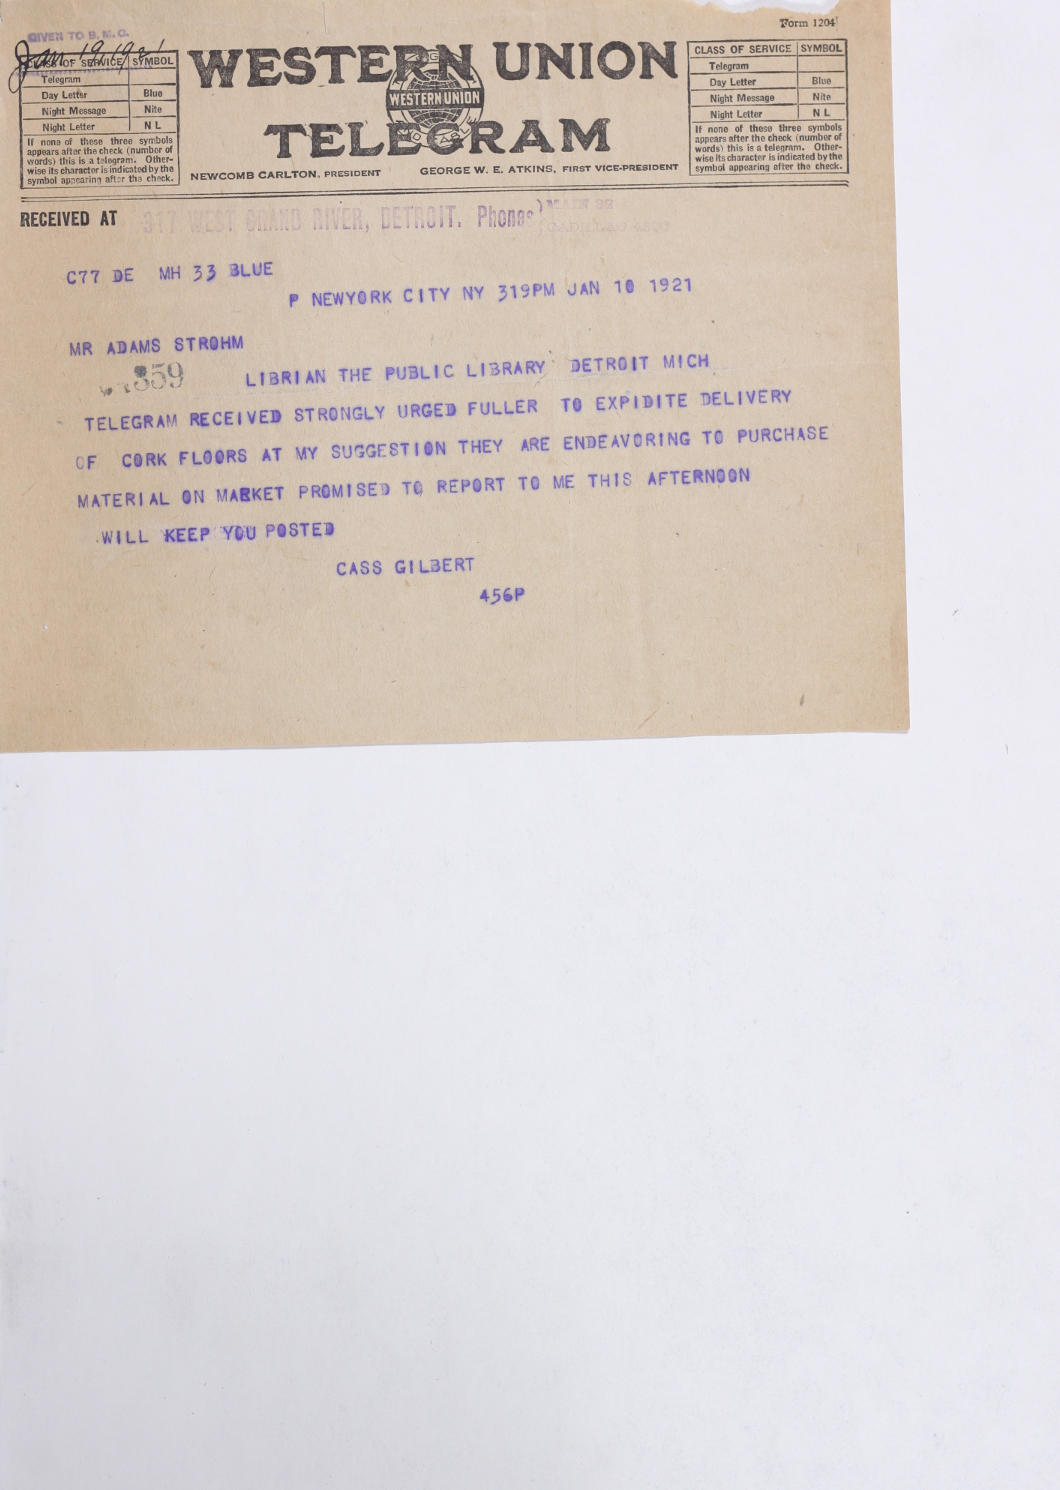 Form 1204
GIVEN TO B. M. C.
Jan 19, 1921
CLASS OF SERVICE SYMBOL
Telegram
Day Letter Blue
Night Message Nite
Night Letter N L
If none of these three symbols
appears after the check (number of
words) this is a telegram. Other-
wise its character is indicated by the
symbol appearing after the check.
WESTERN UNION
WESTERN UNION
TELEGRAM
NEWCOMB CARLTON, PRESIDENT GEORGE W. E. ATKINS, FIRST VICE-PRESIDENT
CLASS OF SERVICE SYMBOL
Telegram
Day Letter Blue
Night Message Nite
Night Letter N L
If none of these three symbols
appears after the check (number of
words) this is a telegram. Other-
wise its character is indicated by the
symbol appearing after the check.
RECEIVED AT 317 WEST GRAND RIVER, DETROIT. Phones
C77 DE MH 33 BLUE
P NEWYORK CITY NY 319PM JAN 10 1921
MR ADAMS STROHM
359
LIBRIAN THE PUBLIC LIBRARY DETROIT MICH
TELEGRAM RECEIVED STRONGLY URGED FULLER TO EXPIDITE DELIVERY
OF CORK FLOORS AT MY SUGGESTION THEY ARE ENDEAVORING TO PURCHASE
MATERIAL ON MARKET PROMISED TO REPORT TO ME THIS AFTERNOON
WILL KEEP YOU POSTED
CASS GILBERT
456P